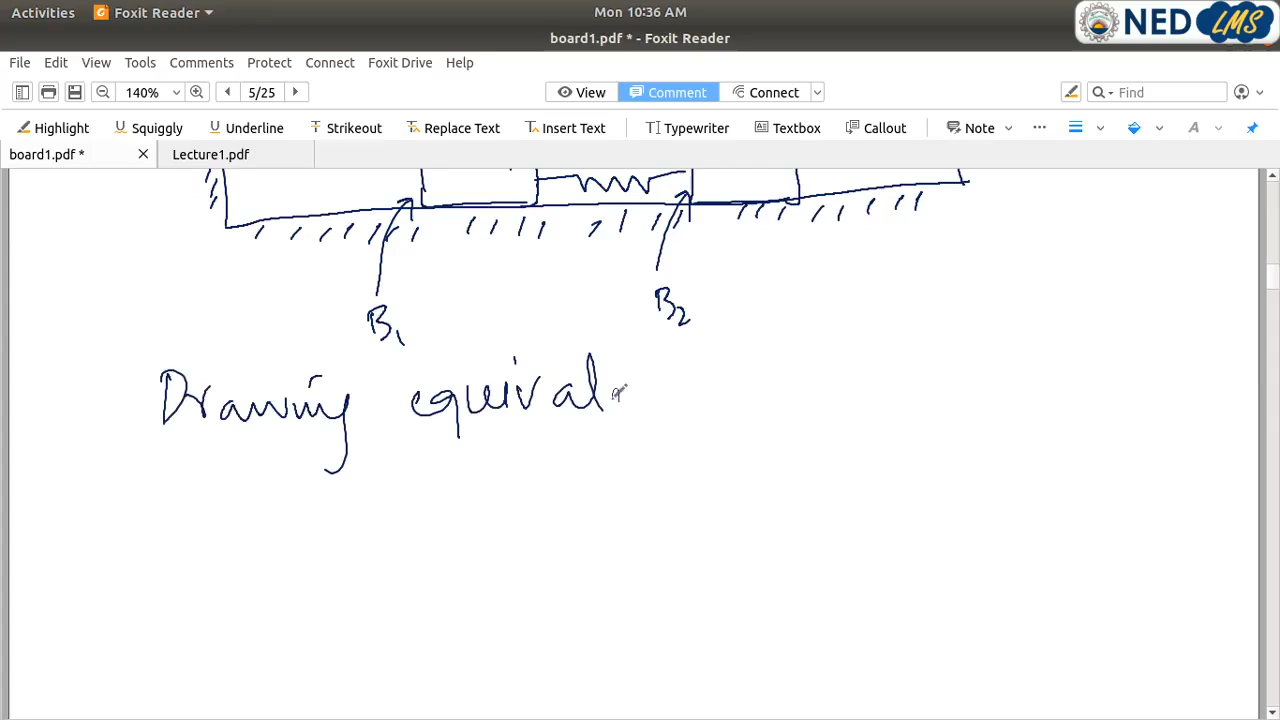 Activities Foxit Reader Mon 10:36 AM NED LMS
board1.pdf * - Foxit Reader
File Edit View Tools Comments Protect Connect Foxit Drive Help
140% 5/25 View Comment Connect Find
Highlight Squiggly Underline Strikeout Replace Text Insert Text Typewriter Textbox Callout Note
board1.pdf * Lecture1.pdf
B₂
B₁
Drawing equival